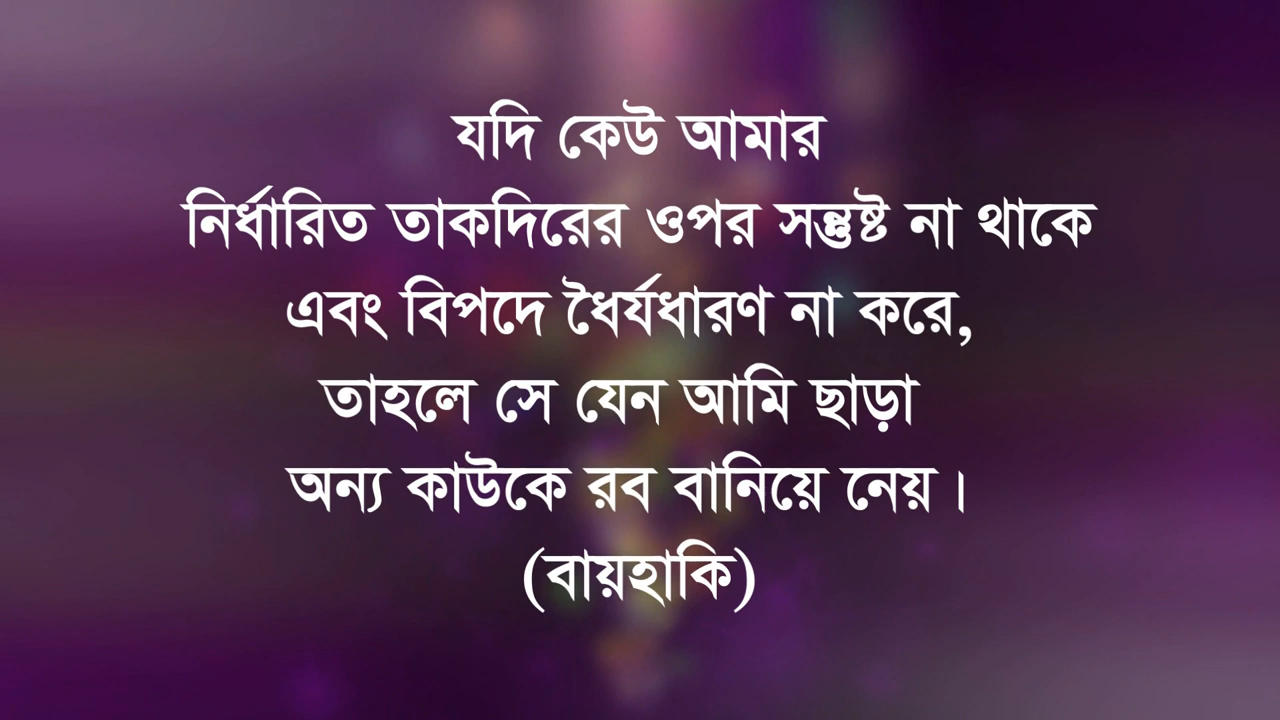 যদি কেউ আমার
নির্ধারিত তাকদিরের ওপর সন্তুষ্ট না থাকে
এবং বিপদে ধৈর্যধারণ না করে,
তাহলে সে যেন আমি ছাড়া
অন্য কাউকে রব বানিয়ে নেয়।
(বায়হাকি)